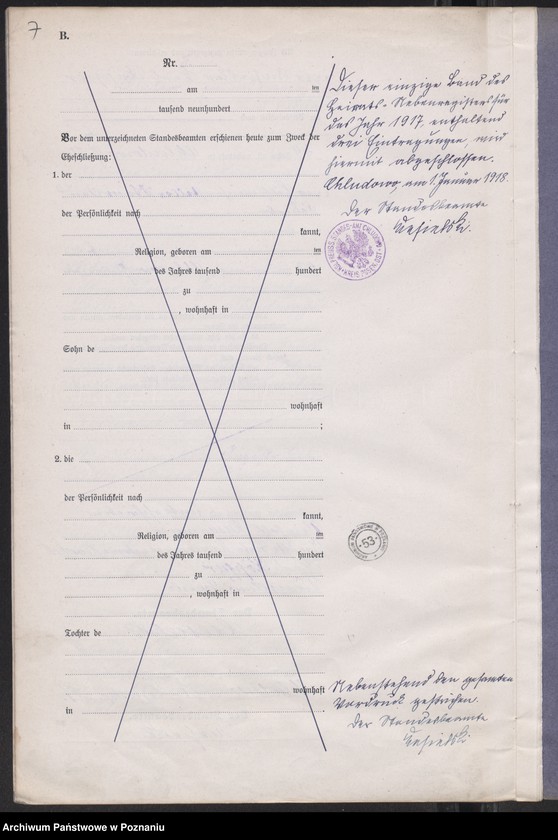 7
B.
Nr.
am ten
tausend neunhundert
Vor dem unterzeichneten Standesbeamten erschienen heute zum Zweck der
Eheschließung:
1. der
der Persönlichkeit nach
kannt,
Religion, geboren am ten
des Jahres tausend hundert
zu
, wohnhaft in
Sohn de
wohnhaft
in ;
2. die
der Persönlichkeit nach
kannt,
Religion, geboren am ten
des Jahres tausend hundert
zu
, wohnhaft in
Tochter de
wohnhaft
in .
Dieser einzige Band des
Heirats-Nebenregisters für
das Jahr 1917, enthaltend
drei Eintragungen, wird
hiermit abgeschlossen.
Chludowo, am 1. Januar 1918.
Der Standesbeamte
53
Nebenstehend den gesamten
Vordruck gestrichen.
Der Standesbeamte
Archiwum Państwowe w Poznaniu